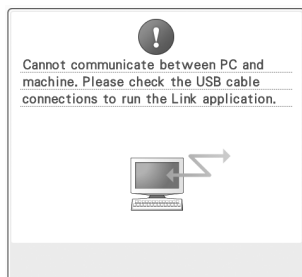 Cannot communicate between PC and
machine. Please check the USB cable
connections to run the Link application.